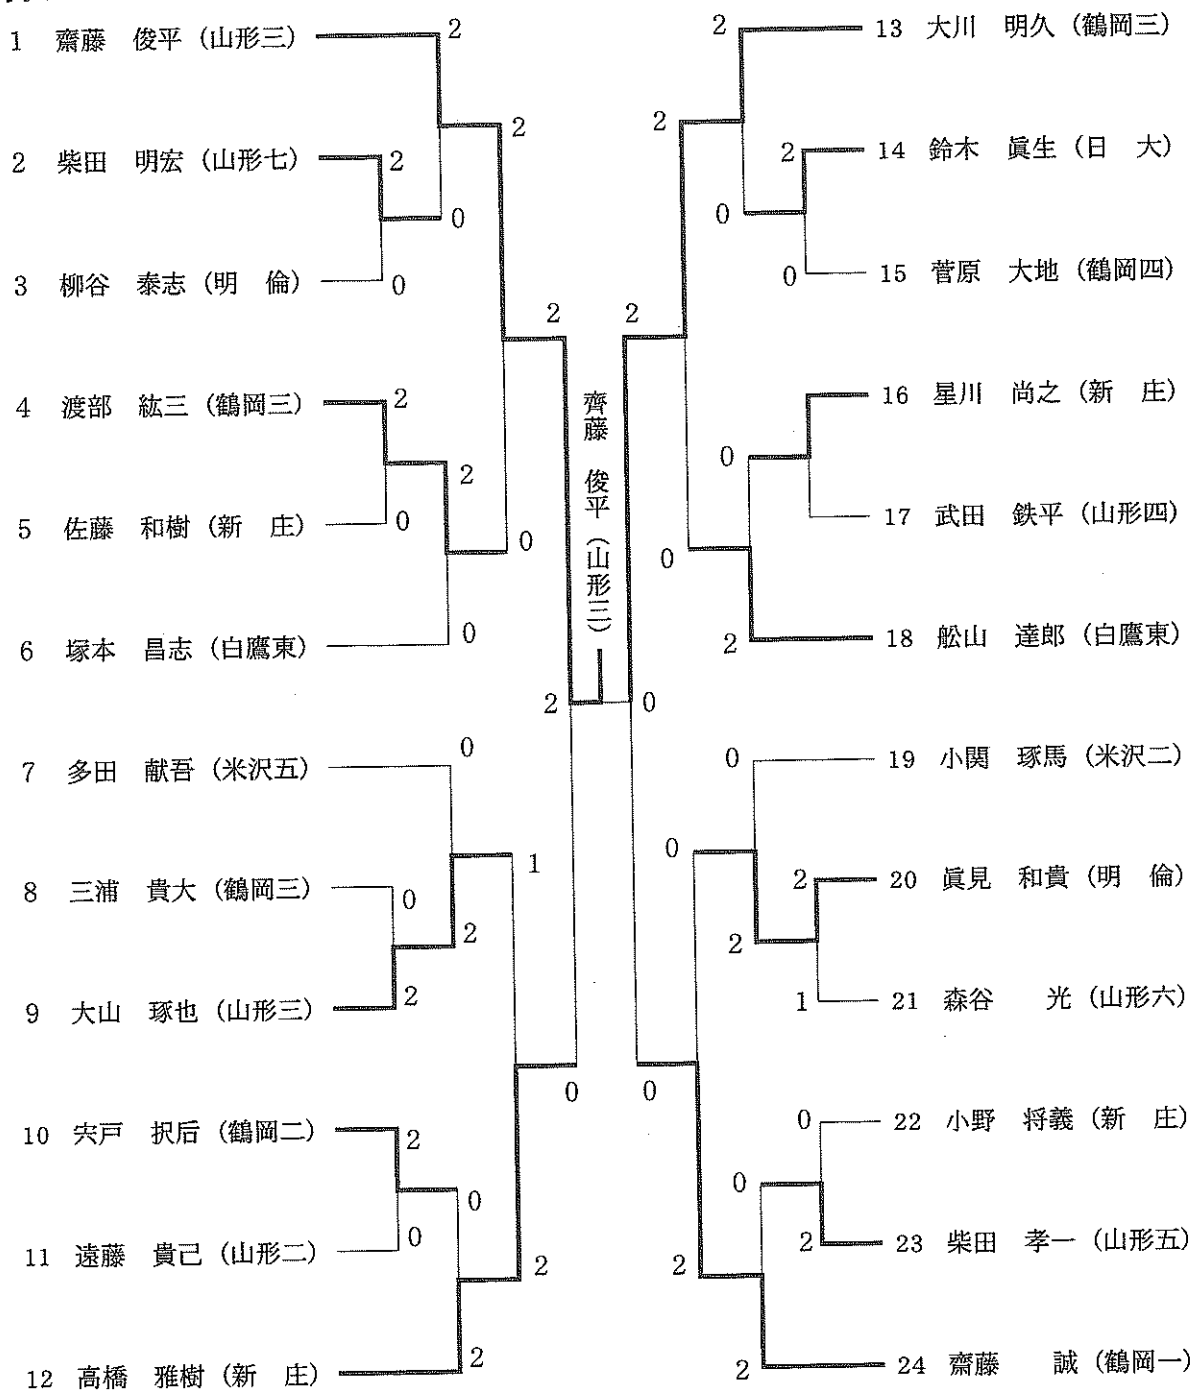 1 齋藤 俊平 (山形三)
2 柴田 明宏 (山形七)
3 柳谷 泰志 (明 倫)
4 渡部 紘三 (鶴岡三)
5 佐藤 和樹 (新 庄)
6 塚本 昌志 (白鷹東)
7 多田 献吾 (米沢五)
8 三浦 貴大 (鶴岡三)
9 大山 琢也 (山形三)
10 宍戸 択后 (鶴岡二)
11 遠藤 貴己 (山形二)
12 高橋 雅樹 (新 庄)
2
2
0
0
2
2
0
0
0
2
0
1
0
2
2
2
0
0
0
2
2
2
0
齊藤 俊平 (山形三)
2
0
0
2
2
2
0
0
0
0
2
0
0
2
2
1
0
0
2
2
2
13 大川 明久 (鶴岡三)
14 鈴木 眞生 (日 大)
15 菅原 大地 (鶴岡四)
16 星川 尚之 (新 庄)
17 武田 鉄平 (山形四)
18 舩山 達郎 (白鷹東)
19 小関 琢馬 (米沢二)
20 眞見 和貴 (明 倫)
21 森谷 光 (山形六)
22 小野 将義 (新 庄)
23 柴田 孝一 (山形五)
24 齋藤 誠 (鶴岡一)